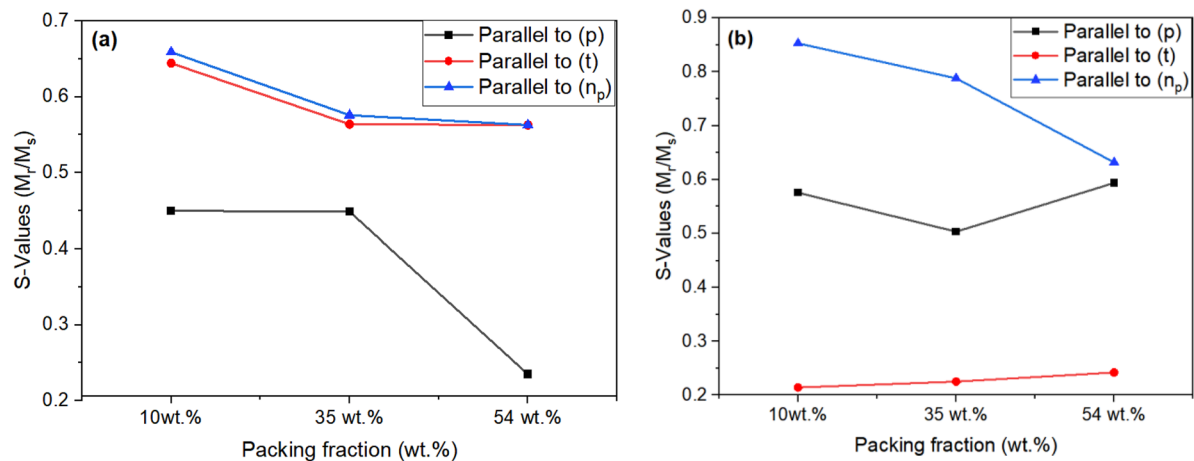 (a)
Parallel to (p)
Parallel to (t)
Parallel to (nₚ)
S-Values (Mᵣ/Mₛ)
0.7
0.6
0.5
0.4
0.3
0.2
10wt.%
35 wt.%
54 wt.%
Packing fraction (wt.%)
(b)
Parallel to (p)
Parallel to (t)
Parallel to (nₚ)
S-Values (Mᵣ/Mₛ)
0.9
0.8
0.7
0.6
0.5
0.4
0.3
0.2
10wt.%
35 wt.%
54 wt.%
Packing fraction (wt.%)